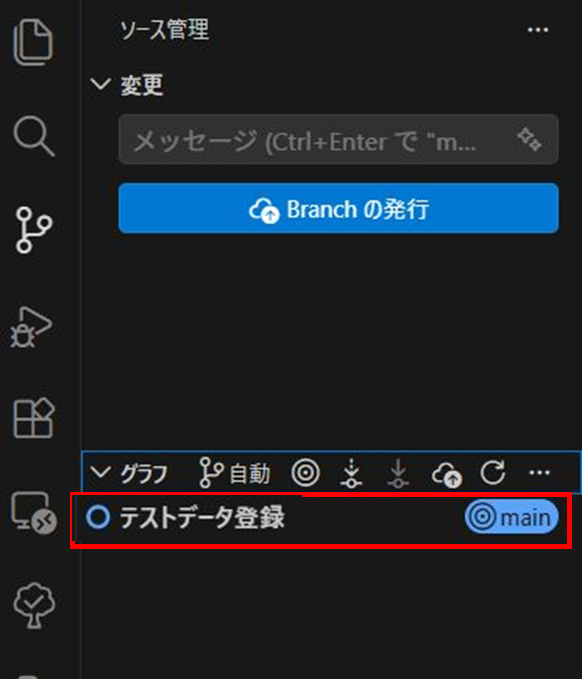 ソース管理
変更
メッセージ (Ctrl+Enter で "m...
Branch の発行
グラフ 自動
テストデータ登録 main